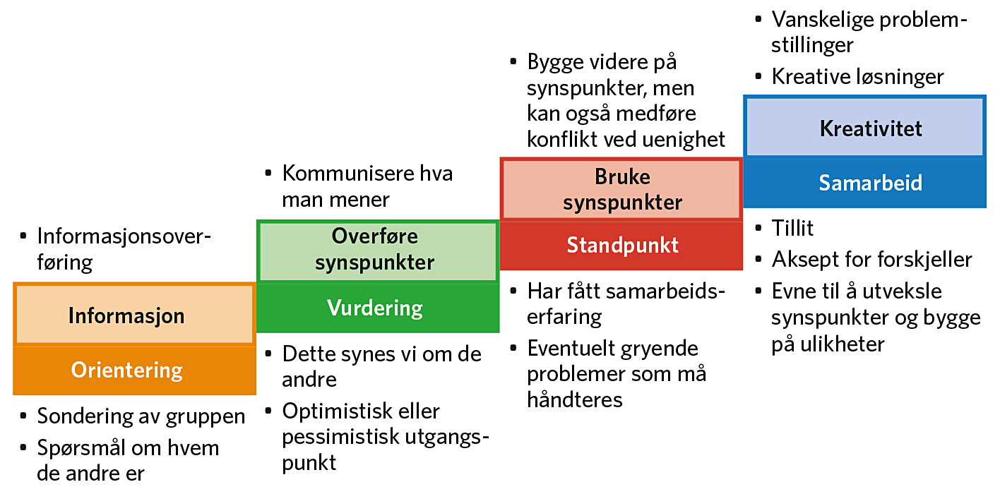 • Informasjonsover-
føring
Informasjon
Orientering
• Sondering av gruppen
• Spørsmål om hvem
de andre er
• Kommunisere hva
man mener
Overføre
synspunkter
Vurdering
• Dette synes vi om de
andre
• Optimistisk eller
pessimistisk utgangs-
punkt
• Bygge videre på
synspunkter, men
kan også medføre
konflikt ved uenighet
Bruke
synspunkter
Standpunkt
• Har fått samarbeids-
erfaring
• Eventuelt gryende
problemer som må
håndteres
• Vanskelige problem-
stillinger
• Kreative løsninger
Kreativitet
Samarbeid
• Tillit
• Aksept for forskjeller
• Evne til å utveksle
synspunkter og bygge
på ulikheter